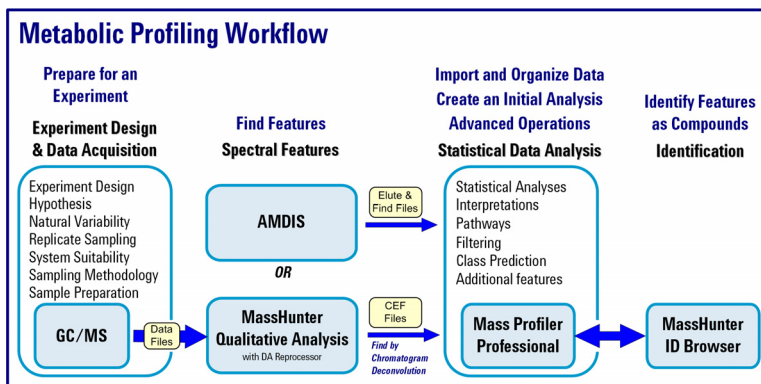 Metabolic Profiling Workflow
Prepare for an
Experiment
Experiment Design
& Data Acquisition
Experiment Design
Hypothesis
Natural Variability
Replicate Sampling
System Suitability
Sampling Methodology
Sample Preparation
GC/MS
Data
Files
Find Features
Spectral Features
AMDIS
OR
MassHunter
Qualitative Analysis
with DA Reprocessor
Elute &
Find Files
CEF
Files
Find by
Chromatogram
Deconvolution
Import and Organize Data
Create an Initial Analysis
Advanced Operations
Statistical Data Analysis
Statistical Analyses
Interpretations
Pathways
Filtering
Class Prediction
Additional features
Mass Profiler
Professional
Identify Features
as Compounds
Identification
MassHunter
ID Browser